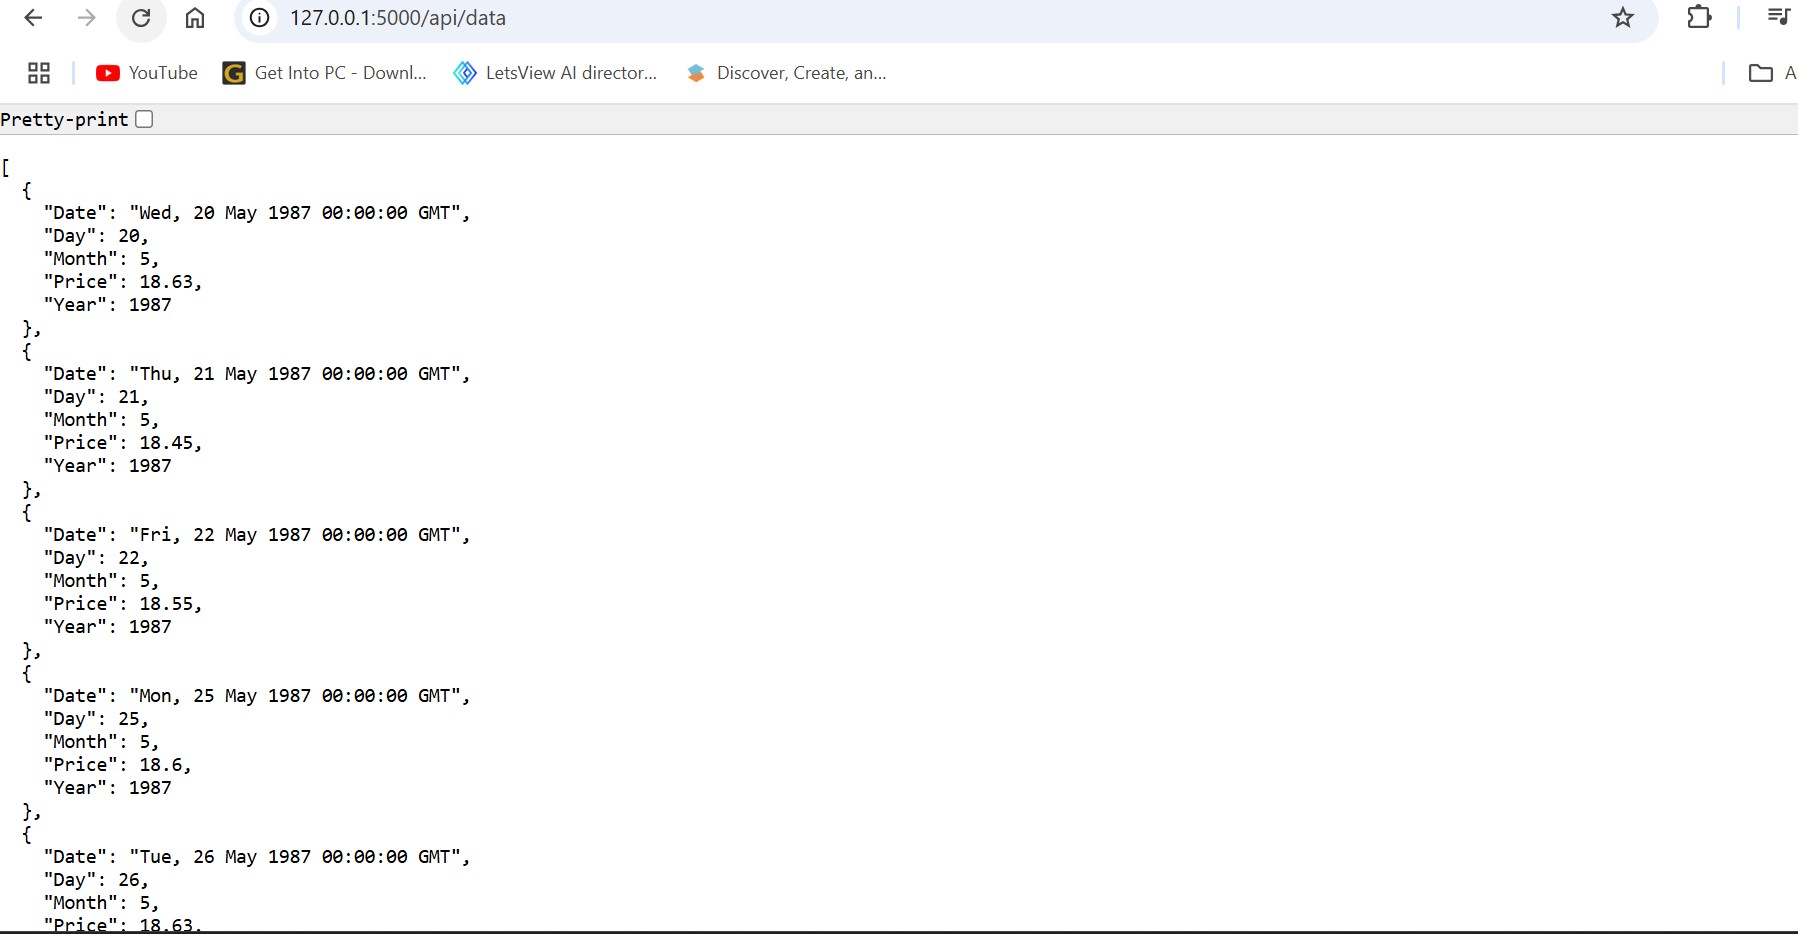 127.0.0.1:5000/api/data
YouTube
Get Into PC - Downl...
LetsView AI director...
Discover, Create, an...
A
Pretty-print
[
  {
    "Date": "Wed, 20 May 1987 00:00:00 GMT",
    "Day": 20,
    "Month": 5,
    "Price": 18.63,
    "Year": 1987
  },
  {
    "Date": "Thu, 21 May 1987 00:00:00 GMT",
    "Day": 21,
    "Month": 5,
    "Price": 18.45,
    "Year": 1987
  },
  {
    "Date": "Fri, 22 May 1987 00:00:00 GMT",
    "Day": 22,
    "Month": 5,
    "Price": 18.55,
    "Year": 1987
  },
  {
    "Date": "Mon, 25 May 1987 00:00:00 GMT",
    "Day": 25,
    "Month": 5,
    "Price": 18.6,
    "Year": 1987
  },
  {
    "Date": "Tue, 26 May 1987 00:00:00 GMT",
    "Day": 26,
    "Month": 5,
    "Price": 18.63,